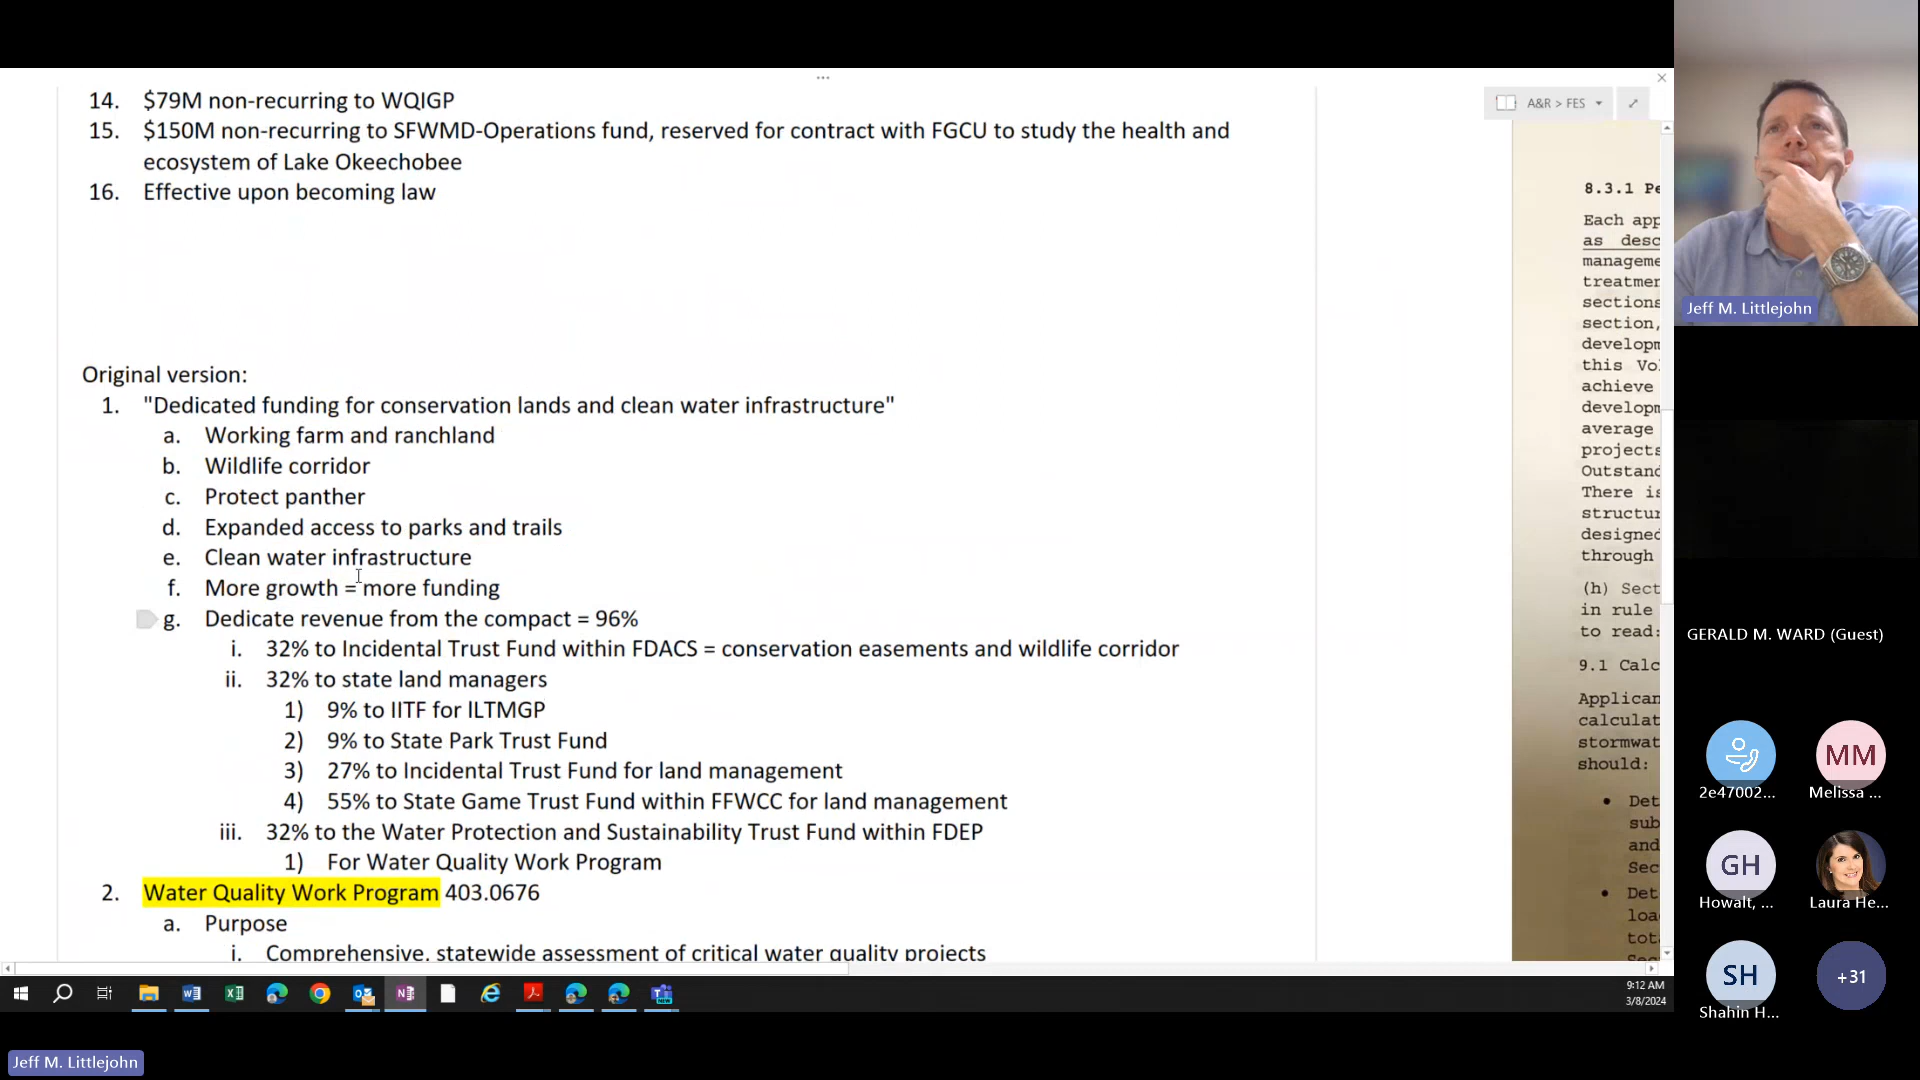 14. $79M non-recurring to WQIGP
15. $150M non-recurring to SFWMD-Operations fund, reserved for contract with FGCU to study the health and
ecosystem of Lake Okeechobee
16. Effective upon becoming law
Original version:
1. "Dedicated funding for conservation lands and clean water infrastructure"
a. Working farm and ranchland
b. Wildlife corridor
c. Protect panther
d. Expanded access to parks and trails
e. Clean water infrastructure
f. More growth = more funding
g. Dedicate revenue from the compact = 96%
i. 32% to Incidental Trust Fund within FDACS = conservation easements and wildlife corridor
ii. 32% to state land managers
1) 9% to IITF for lLTMGP
2) 9% to State Park Trust Fund
3) 27% to Incidental Trust Fund for land management
4) 55% to State Game Trust Fund within FFWCC for land management
iii. 32% to the Water Protection and Sustainability Trust Fund within FDEP
1) For Water Quality Work Program
2. Water Quality Work Program 403.0676
a. Purpose
i. Comprehensive, statewide assessment of critical water quality projects
A&R > FES
8.3.1 Pe
Each app
as desc
manageme
treatmen
sections
section,
developm
this Vo
achieve
developm
average
projects
Outstand
There is
structur
designed
through
(h) Sect
in rule
to read:
9.1 Calc
Applican
calculat
stormwat
should:
• Det
sub
and
Sec
• Det
loa
tot
Sec
9:12 AM
3/8/2024
Jeff M. Littlejohn
GERALD M. WARD (Guest)
2e47002...
MM
Melissa ...
GH
Howalt, ...
Laura He...
SH
Shahin H...
+31
Jeff M. Littlejohn